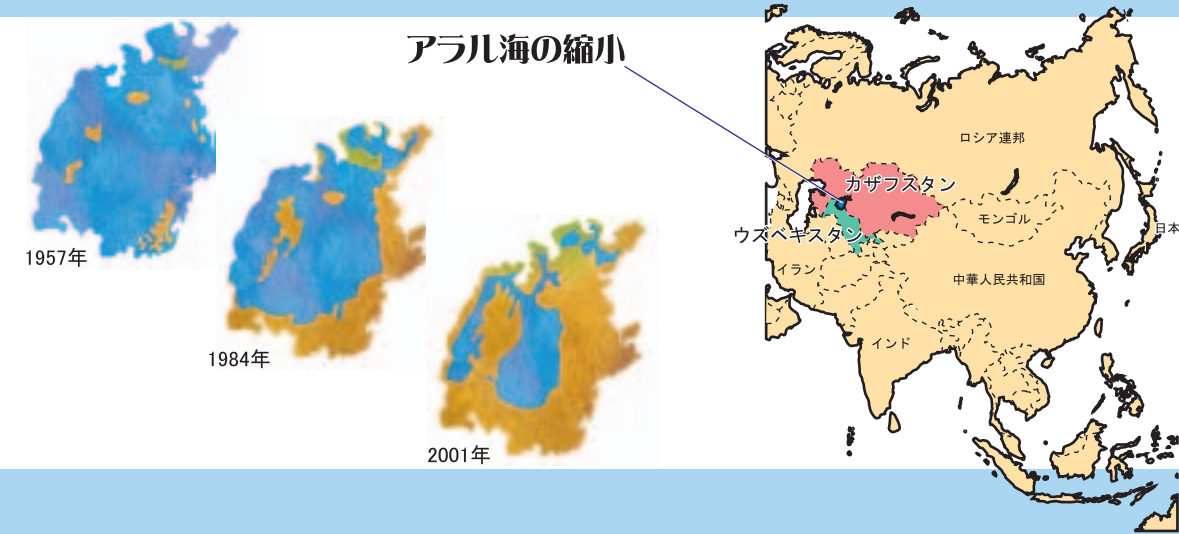 アラル海の縮小
1957年
1984年
2001年
ロシア連邦
カザフスタン
モンゴル
ウズベキスタン
日本
イラン
中華人民共和国
インド